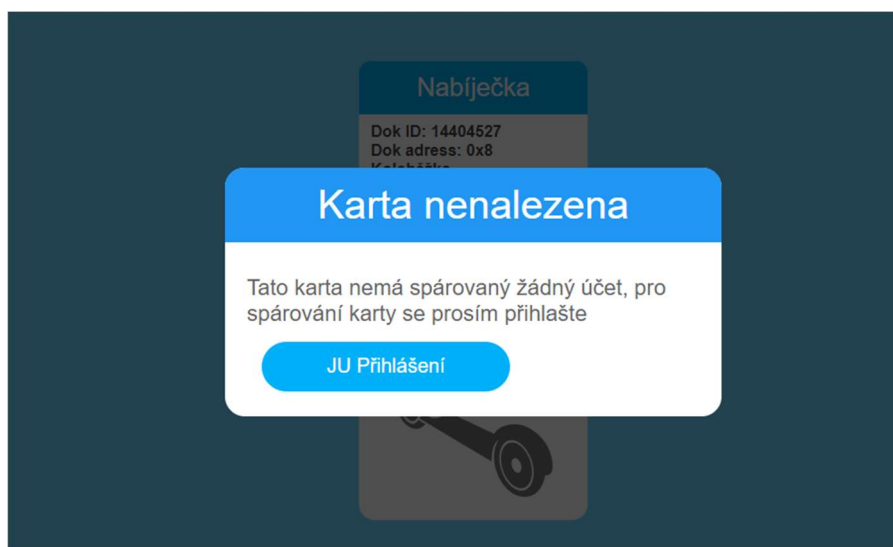 Nabíječka
Dok ID: 14404527
Dok adress: 0x8
Karta nenalezena
Tato karta nemá spárovaný žádný účet, pro
spárování karty se prosím přihlašte
JU Přihlášení